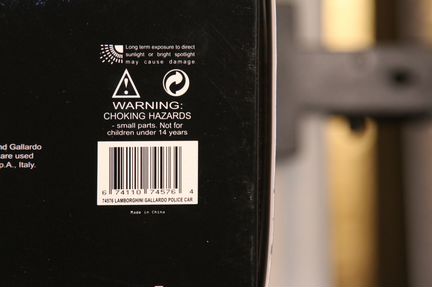 Long term exposure to direct
sunlight or bright spotlight
may cause damage
WARNING:
CHOKING HAZARDS
- small parts. Not for
children under 14 years
nd Gallardo
are used
p.A., Italy.
6 74110 74576 4
74576 LAMBORGHINI GALLARDO POLICE CAR
Made in China